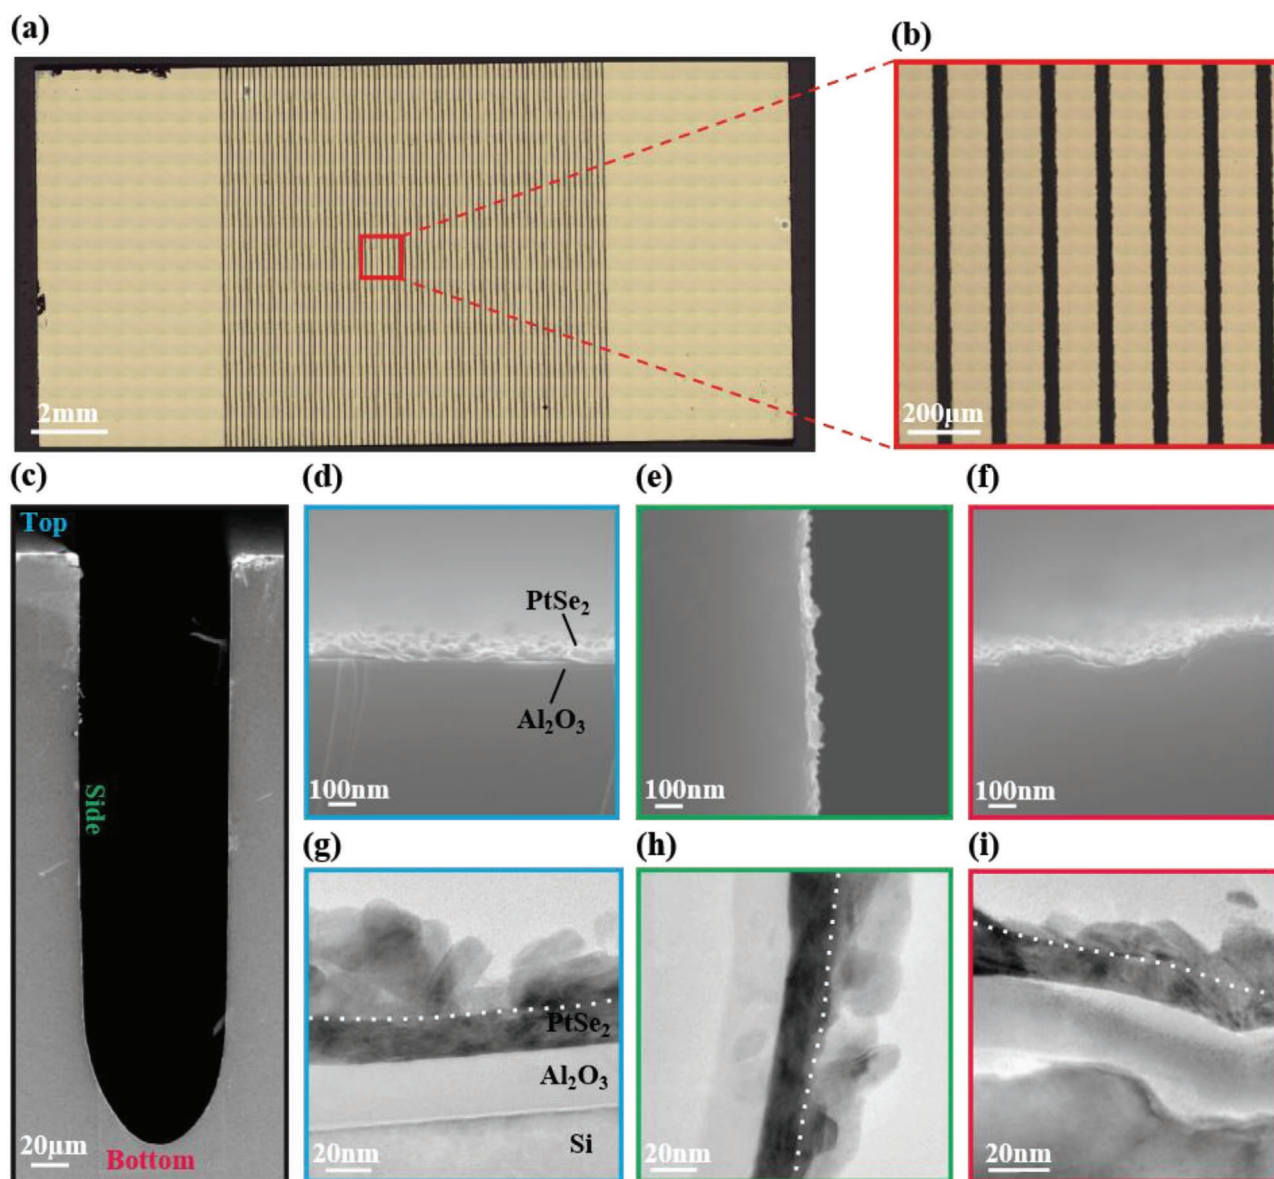 (a)
(b)
2mm
200μm
(c)
(d)
(e)
(f)
Top
PtSe₂
Side
Al₂O₃
100nm
100nm
100nm
(g)
(h)
(i)
PtSe₂
Al₂O₃
Si
20μm
Bottom
20nm
20nm
20nm